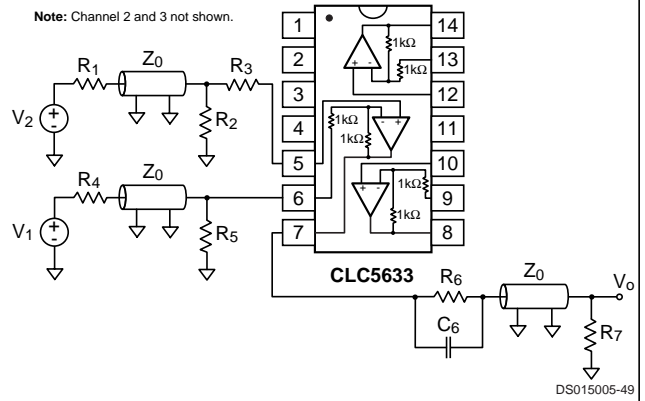 Note: Channel 2 and 3 not shown.
1
14
1kΩ
R1
Z0
R3
2
13
1kΩ
V2
+
-
+
-
3
12
R2
4
1kΩ
1kΩ
-
+
11
5
10
R4
Z0
6
+
-
1kΩ
9
V1
+
-
R5
7
1kΩ
8
CLC5633
R6
Z0
Vo
C6
R7
DS015005-49